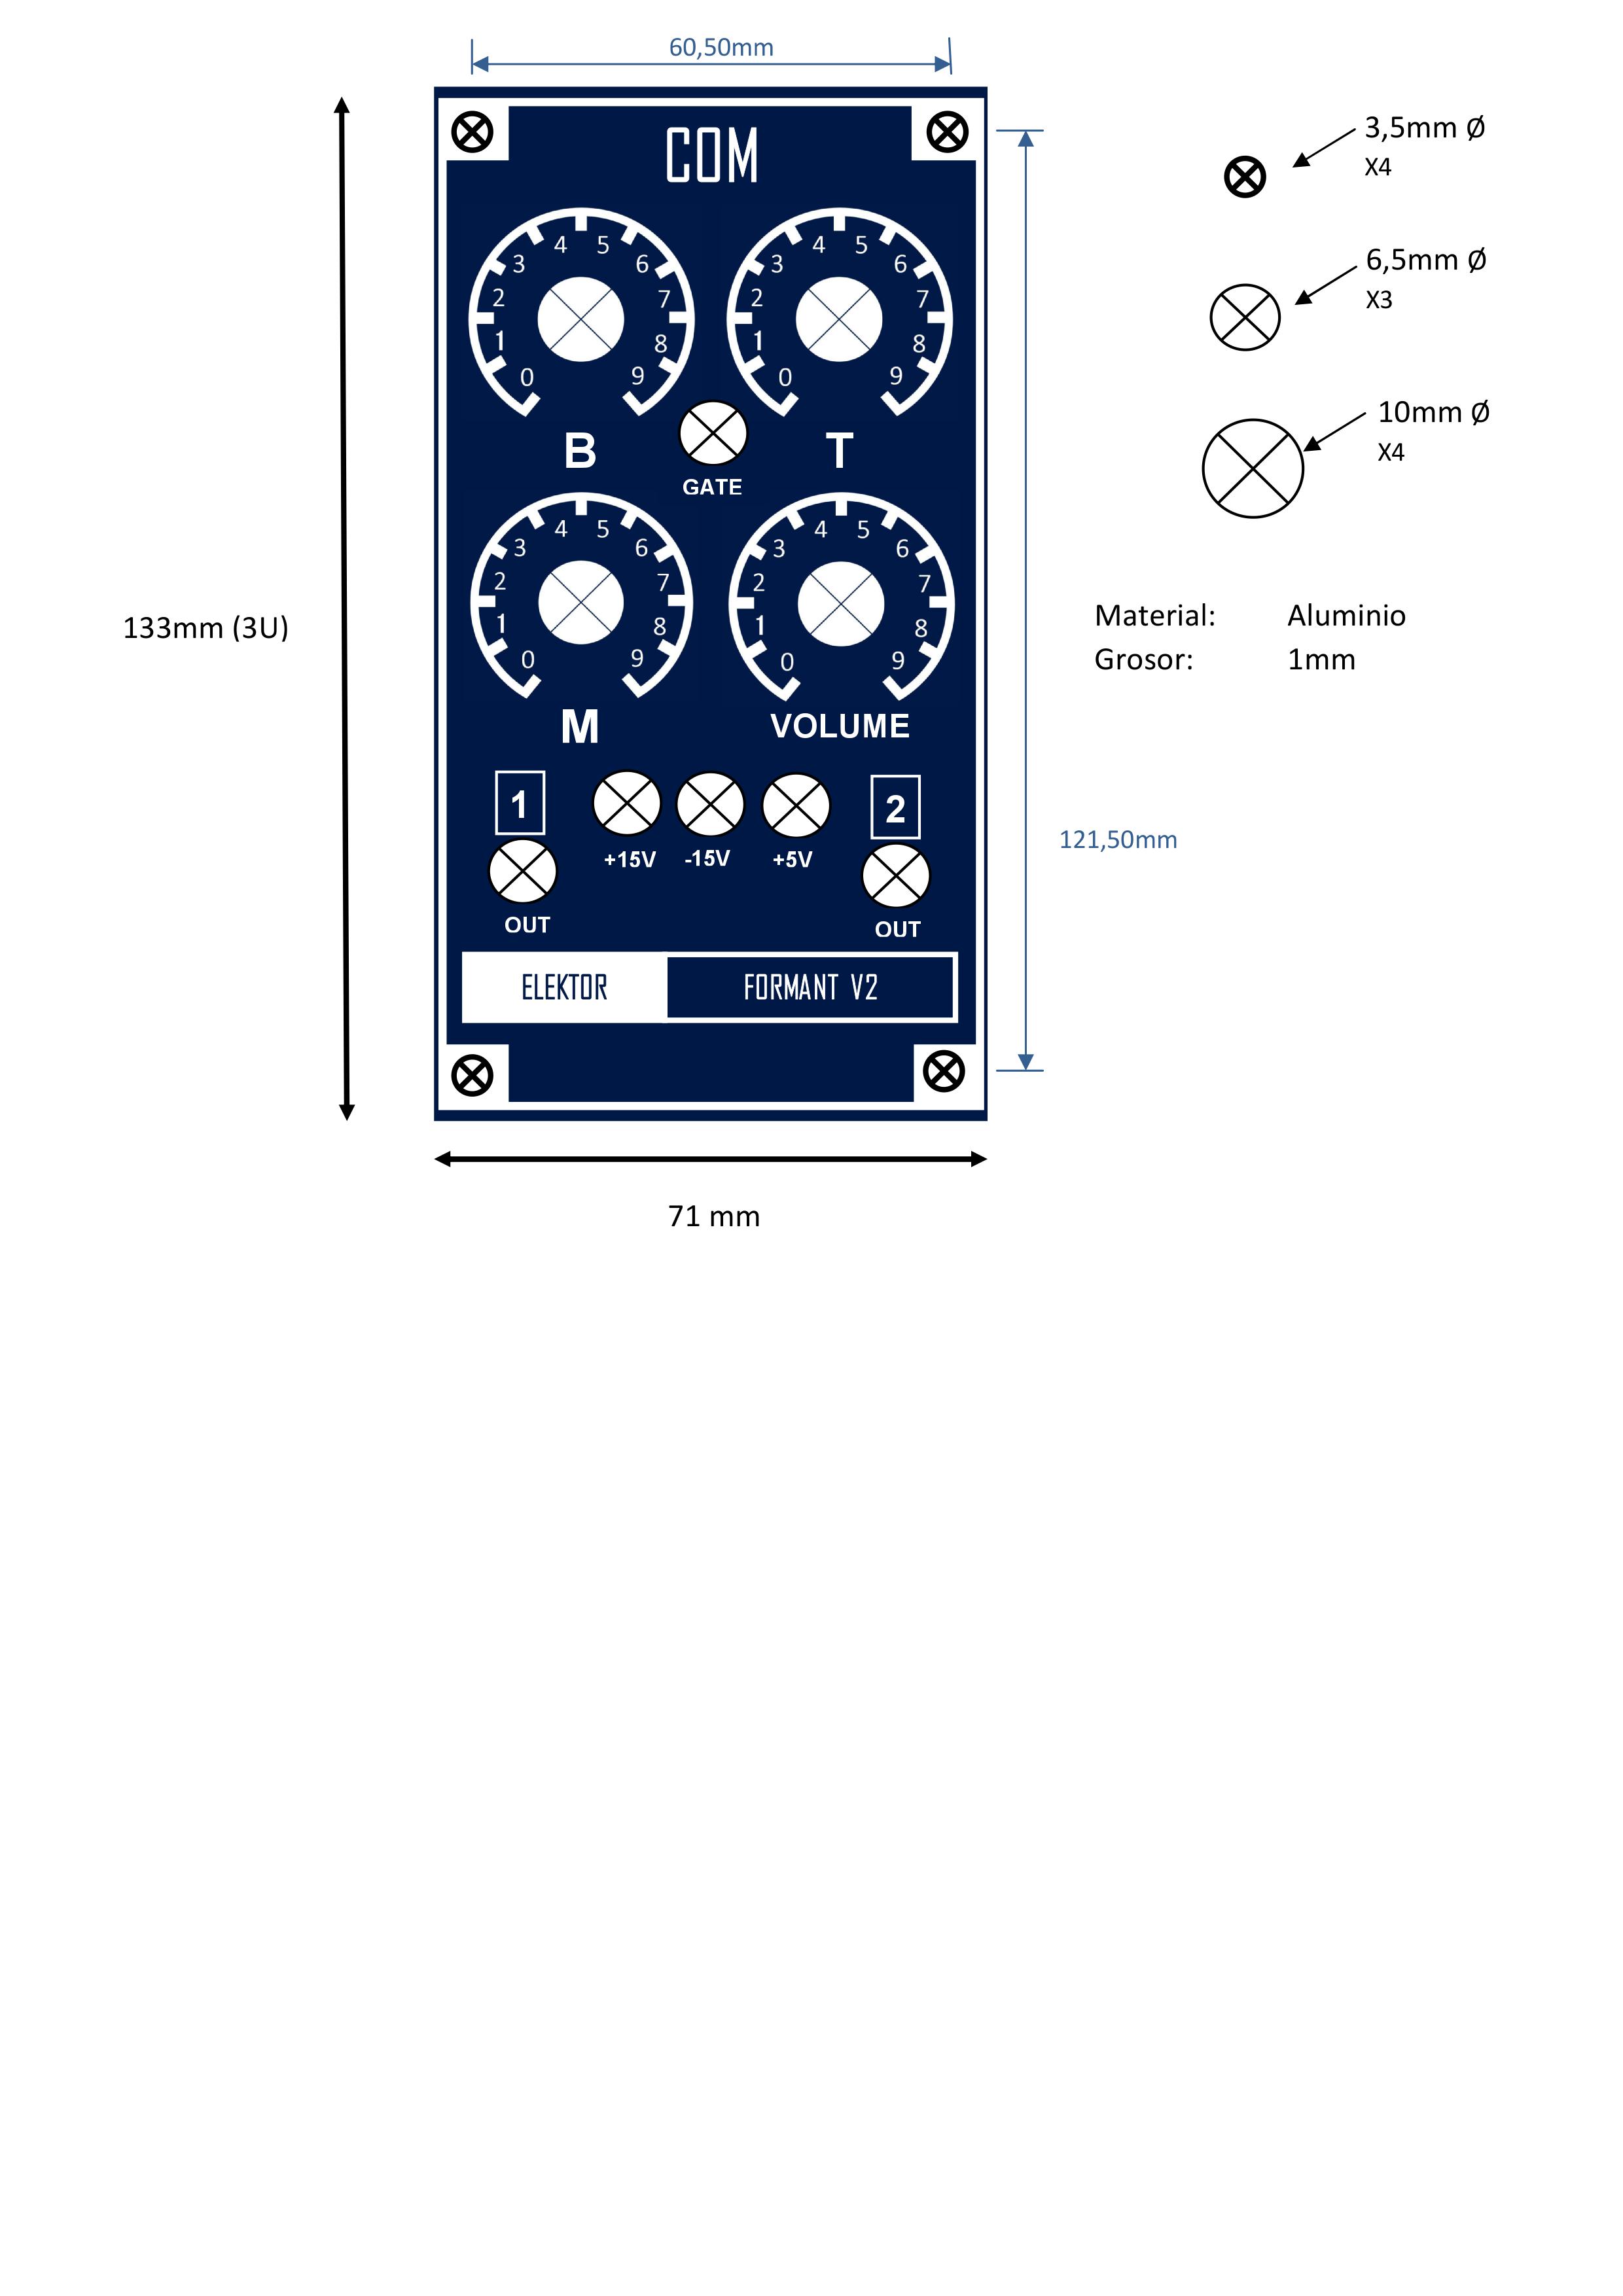 60,50mm
COM
3,5mm Ø
X4
6,5mm Ø
X3
10mm Ø
X4
0 1 2 3 4 5 6 7 8 9
0 1 2 3 4 5 6 7 8 9
B
T
GATE
0 1 2 3 4 5 6 7 8 9
0 1 2 3 4 5 6 7 8 9
133mm (3U)
Material: Aluminio
Grosor: 1mm
M
VOLUME
1
2
+15V
-15V
+5V
121,50mm
OUT
OUT
ELEKTOR
FORMANT V2
71 mm